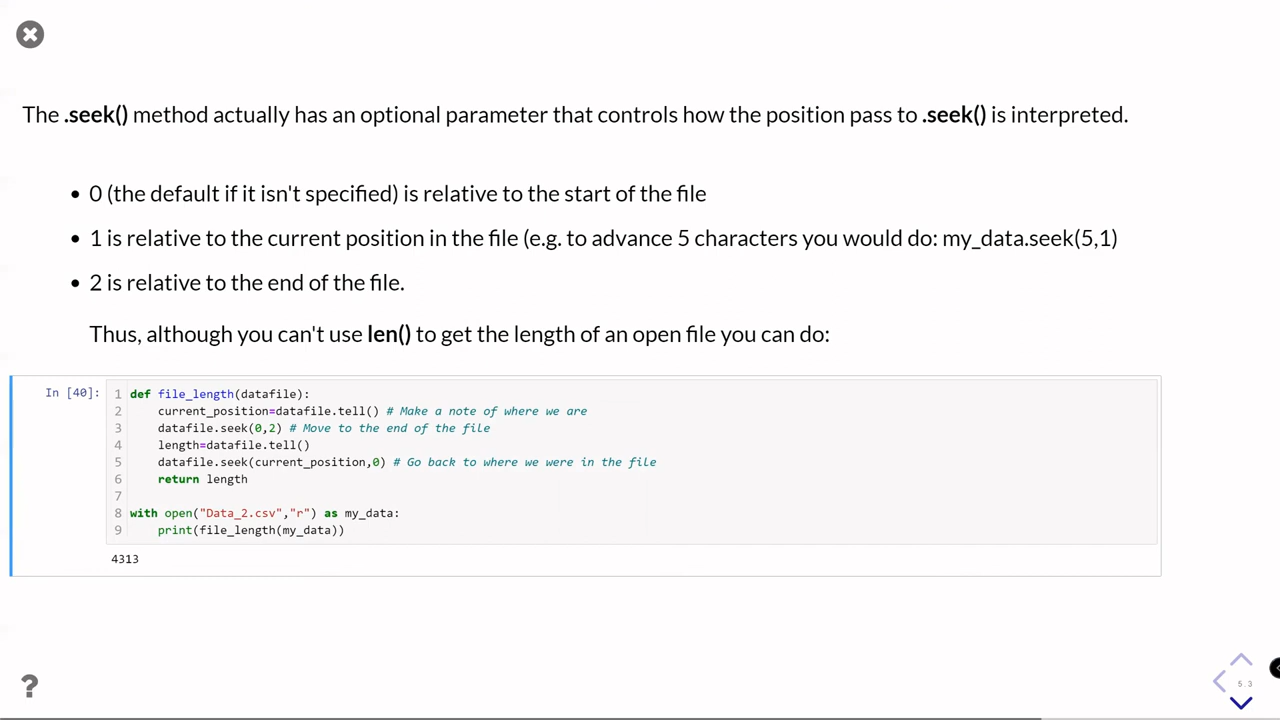 The .seek() method actually has an optional parameter that controls how the position pass to .seek() is interpreted.
• 0 (the default if it isn't specified) is relative to the start of the file
• 1 is relative to the current position in the file (e.g. to advance 5 characters you would do: my_data.seek(5,1)
• 2 is relative to the end of the file.
Thus, although you can't use len() to get the length of an open file you can do:
In [40]:
1 def file_length(datafile):
2     current_position=datafile.tell() # Make a note of where we are
3     datafile.seek(0,2) # Move to the end of the file
4     length=datafile.tell()
5     datafile.seek(current_position,0) # Go back to where we were in the file
6     return length
7
8 with open("Data_2.csv","r") as my_data:
9     print(file_length(my_data))
4313
?
5.3